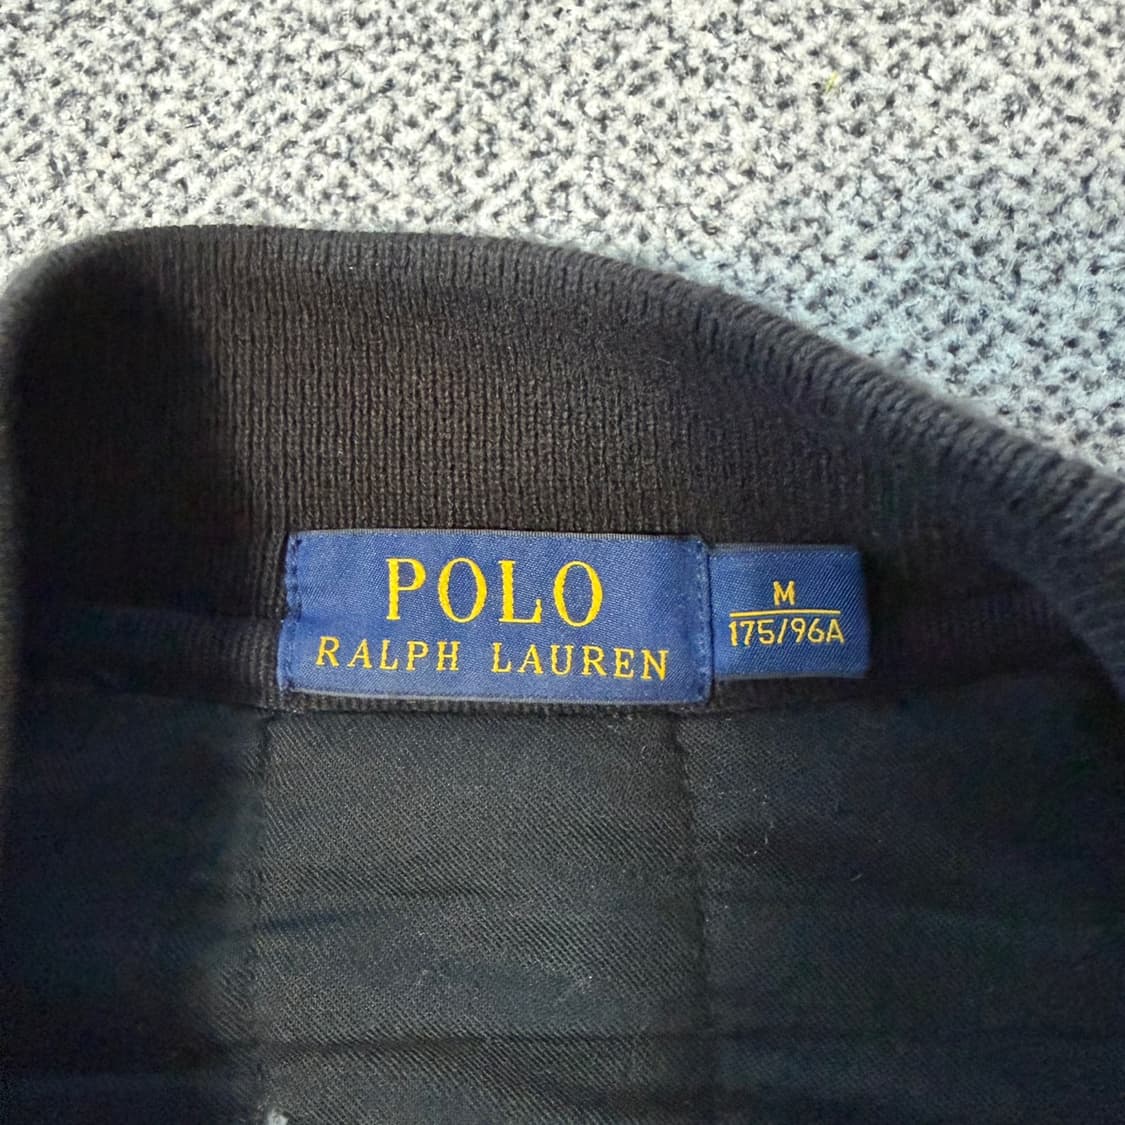 POLO
RALPH LAUREN
M
175/96A